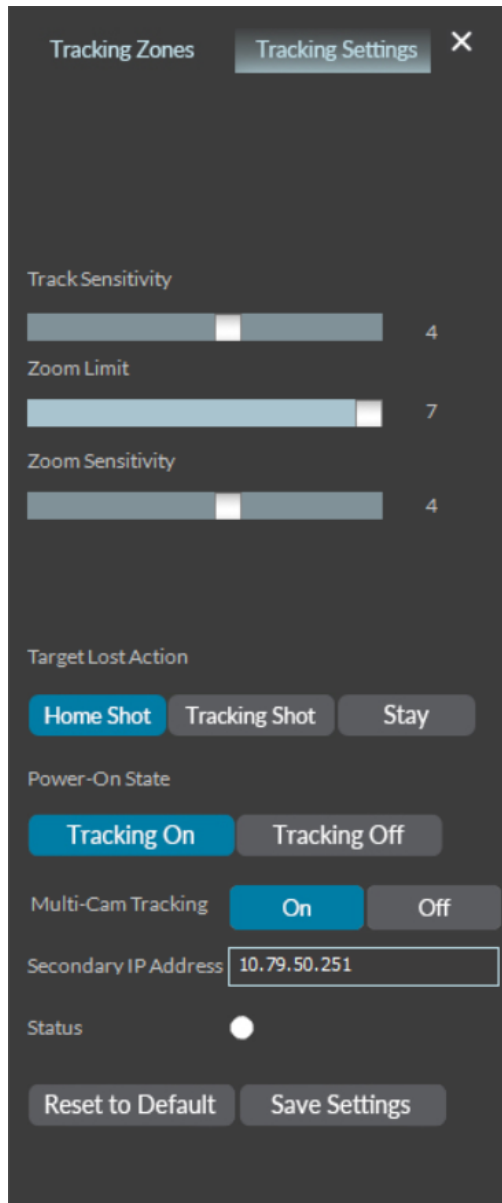 Tracking Zones Tracking Settings ×
Track Sensitivity
4
Zoom Limit
7
Zoom Sensitivity
4
Target Lost Action
Home Shot Tracking Shot Stay
Power-On State
Tracking On Tracking Off
Multi-Cam Tracking On Off
Secondary IP Address 10.79.50.251
Status
Reset to Default Save Settings